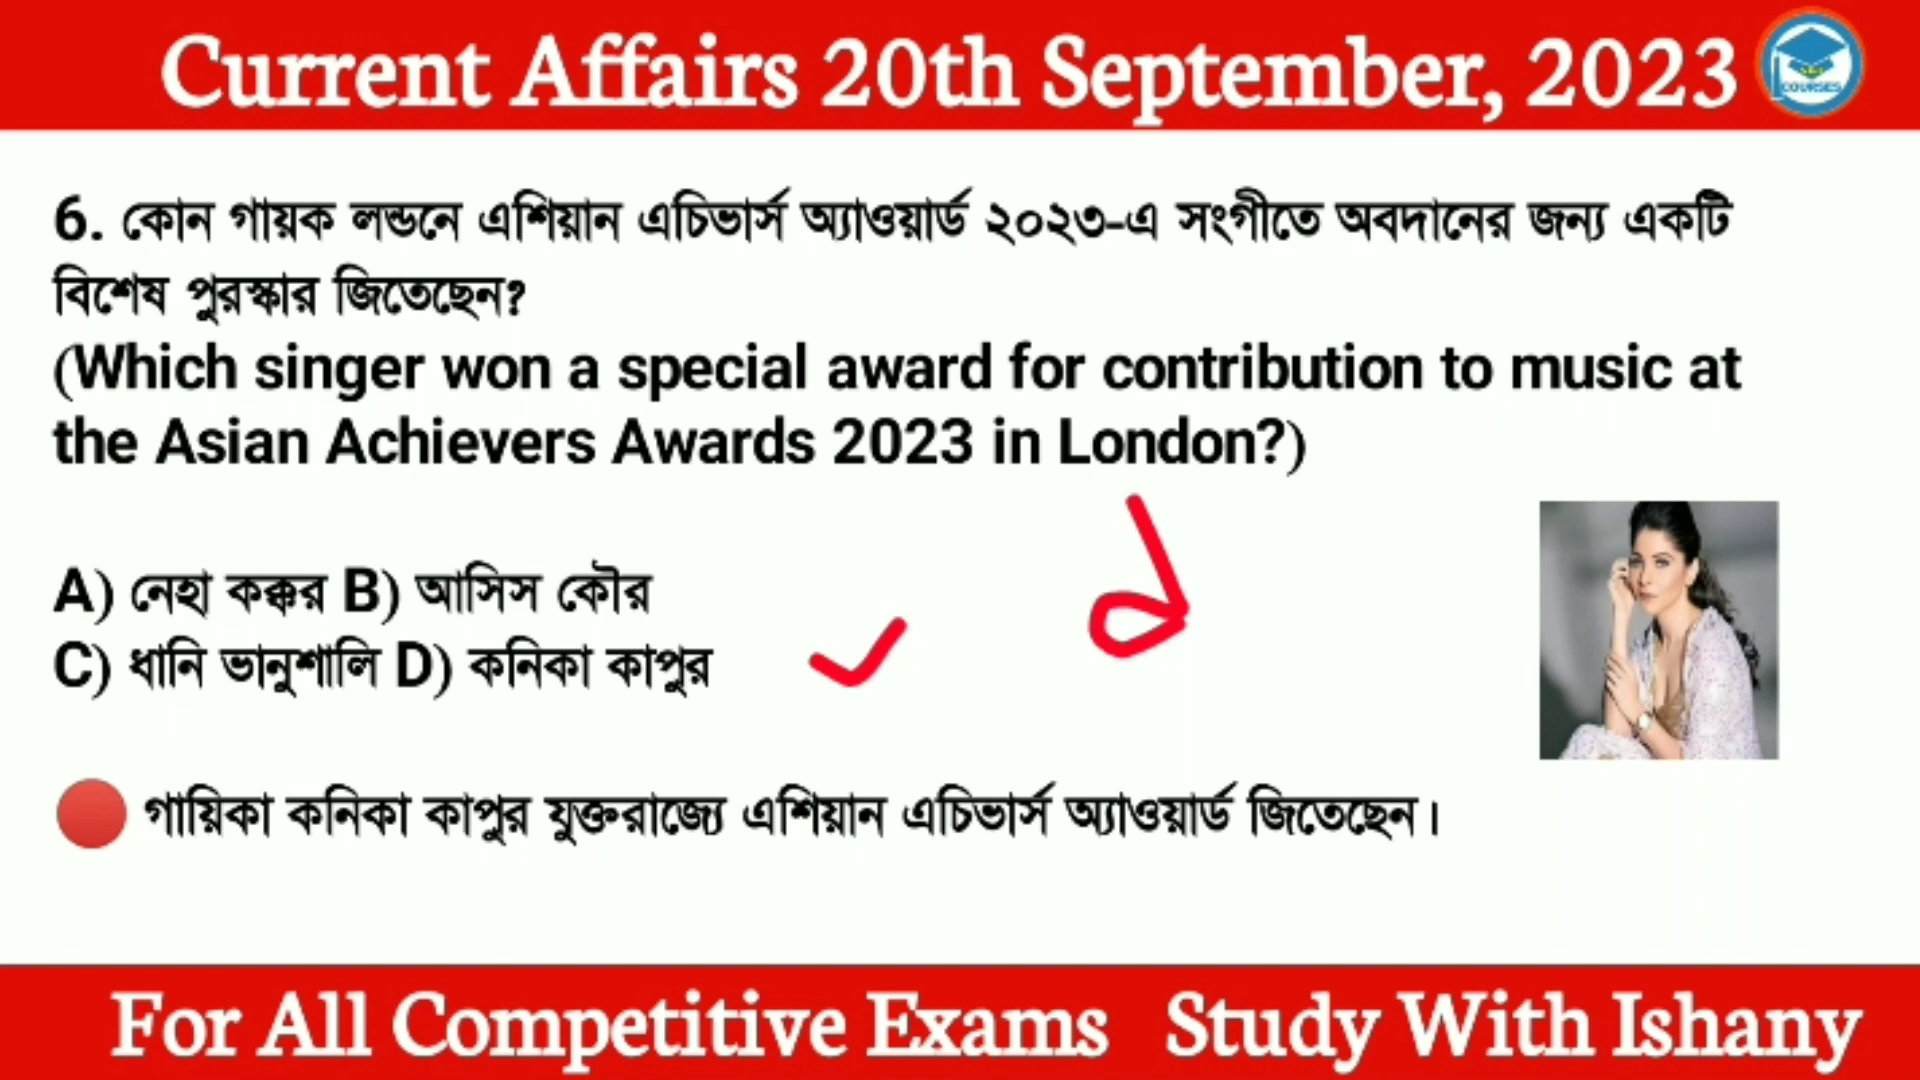 Current Affairs 20th September, 2023
COURSES
6. কোন গায়ক লন্ডনে এশিয়ান এচিভার্স অ্যাওয়ার্ড ২০২৩-এ সংগীতে অবদানের জন্য একটি
বিশেষ পুরস্কার জিতেছেন?
(Which singer won a special award for contribution to music at
the Asian Achievers Awards 2023 in London?)
A) নেহা কক্কর B) আসিস কৌর
C) ধানি ভানুশালি D) কনিকা কাপুর
গায়িকা কনিকা কাপুর যুক্তরাজ্যে এশিয়ান এচিভার্স অ্যাওয়ার্ড জিতেছেন।
For All Competitive Exams Study With Ishany